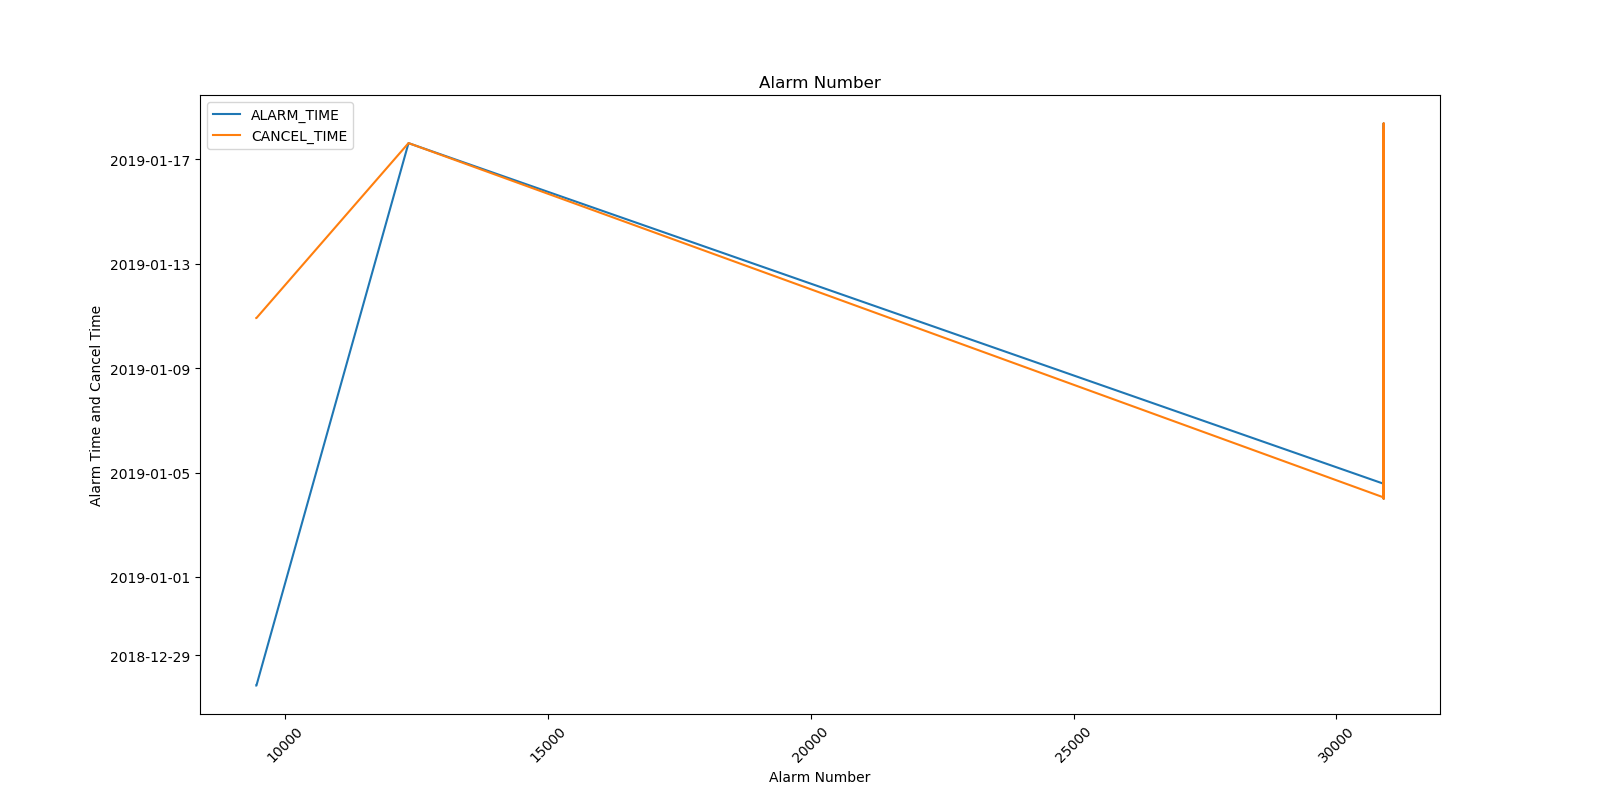 Alarm Number
ALARM_TIME
CANCEL_TIME
2019-01-17
2019-01-13
2019-01-09
2019-01-05
2019-01-01
2018-12-29
Alarm Time and Cancel Time
10000
15000
20000
25000
30000
Alarm Number